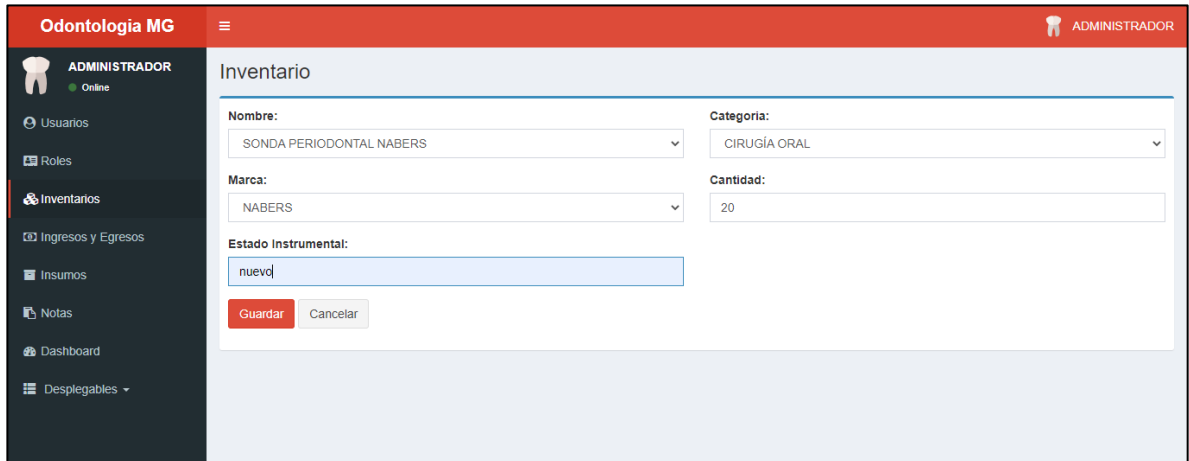 Odontologia MG
ADMINISTRADOR
ADMINISTRADOR
Online
Usuarios
Roles
Inventarios
Ingresos y Egresos
Insumos
Notas
Dashboard
Desplegables
Inventario
Nombre:
SONDA PERIODONTAL NABERS
Categoria:
CIRUGÍA ORAL
Marca:
NABERS
Cantidad:
20
Estado Instrumental:
nuevo
Guardar
Cancelar